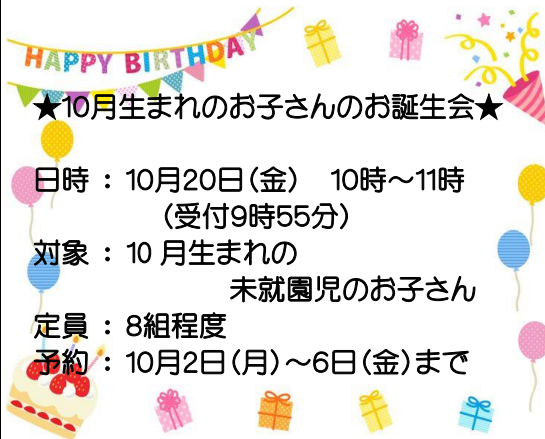 HAPPY BIRTHDAY
★10月生まれのお子さんのお誕生会★
日時：10月20日(金)　10時～11時
(受付9時55分)
対象：10月生まれの
未就園児のお子さん
定員：8組程度
予約：10月2日(月)～6日(金)まで